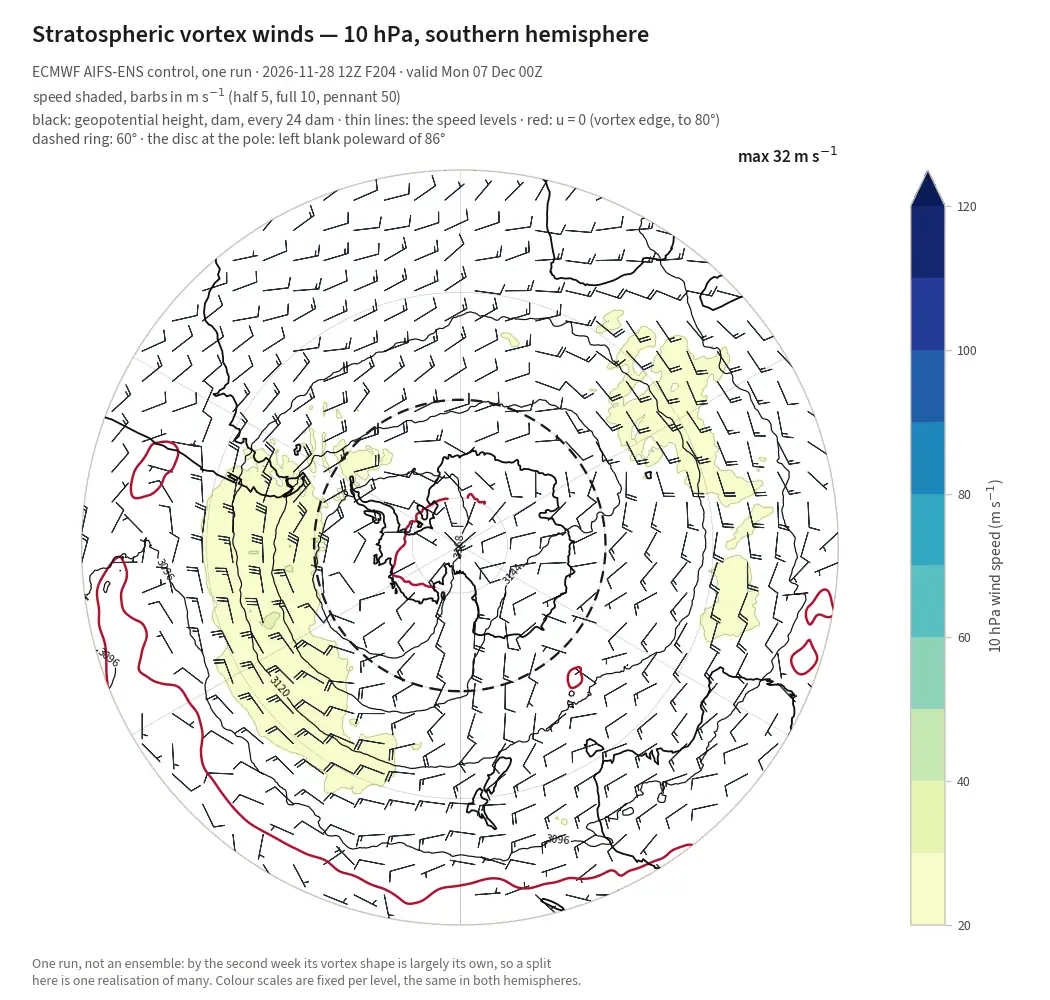 Stratospheric vortex winds — 10 hPa, southern hemisphere
ECMWF AIFS-ENS control, one run · 2026-11-28 12Z F204 · valid Mon 07 Dec 00Z
speed shaded, barbs in m s⁻¹ (half 5, full 10, pennant 50)
black: geopotential height, dam, every 24 dam · thin lines: the speed levels · red: u = 0 (vortex edge, to 80°)
dashed ring: 60° · the disc at the pole: left blank poleward of 86°
max 32 m s⁻¹
120
100
80
60
40
20
10 hPa wind speed (m s⁻¹)
3144
3096
3096
3120
3096
One run, not an ensemble: by the second week its vortex shape is largely its own, so a split
here is one realisation of many. Colour scales are fixed per level, the same in both hemispheres.